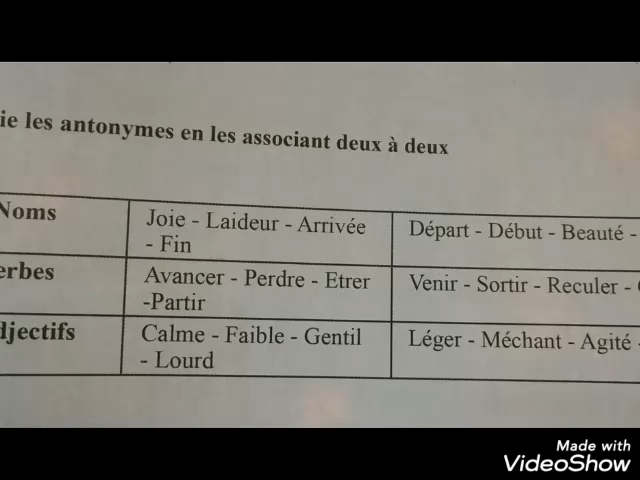 ie les antonymes en les associant deux à deux
Noms
Joie - Laideur - Arrivée
- Fin
Départ - Début - Beauté -
erbes
Avancer - Perdre - Etrer
-Partir
Venir - Sortir - Reculer -
djectifs
Calme - Faible - Gentil
- Lourd
Léger - Méchant - Agité -
Made with
VideoShow